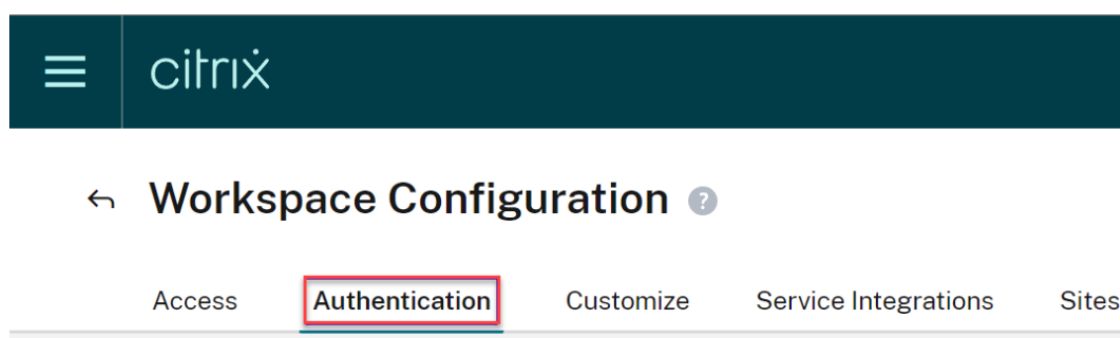 citrix
Workspace Configuration ?
Access Authentication Customize Service Integrations Sites